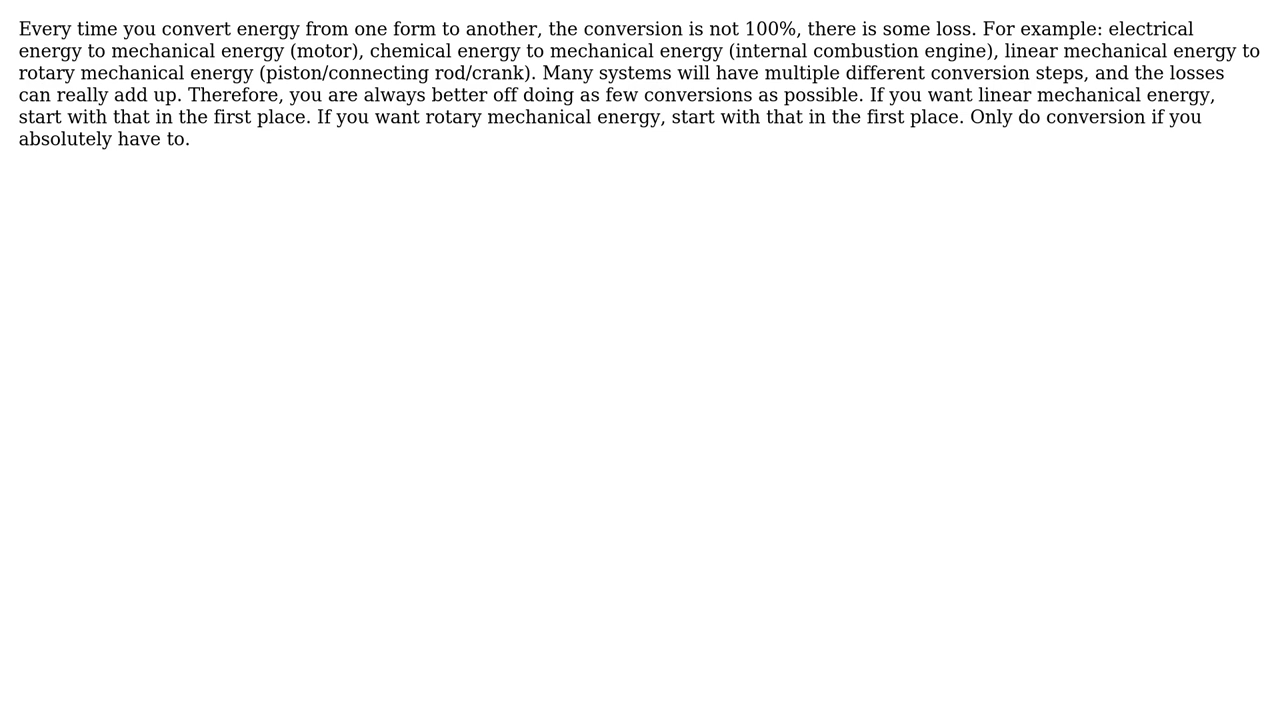 Every time you convert energy from one form to another, the conversion is not 100%, there is some loss. For example: electrical
energy to mechanical energy (motor), chemical energy to mechanical energy (internal combustion engine), linear mechanical energy to
rotary mechanical energy (piston/connecting rod/crank). Many systems will have multiple different conversion steps, and the losses
can really add up. Therefore, you are always better off doing as few conversions as possible. If you want linear mechanical energy,
start with that in the first place. If you want rotary mechanical energy, start with that in the first place. Only do conversion if you
absolutely have to.